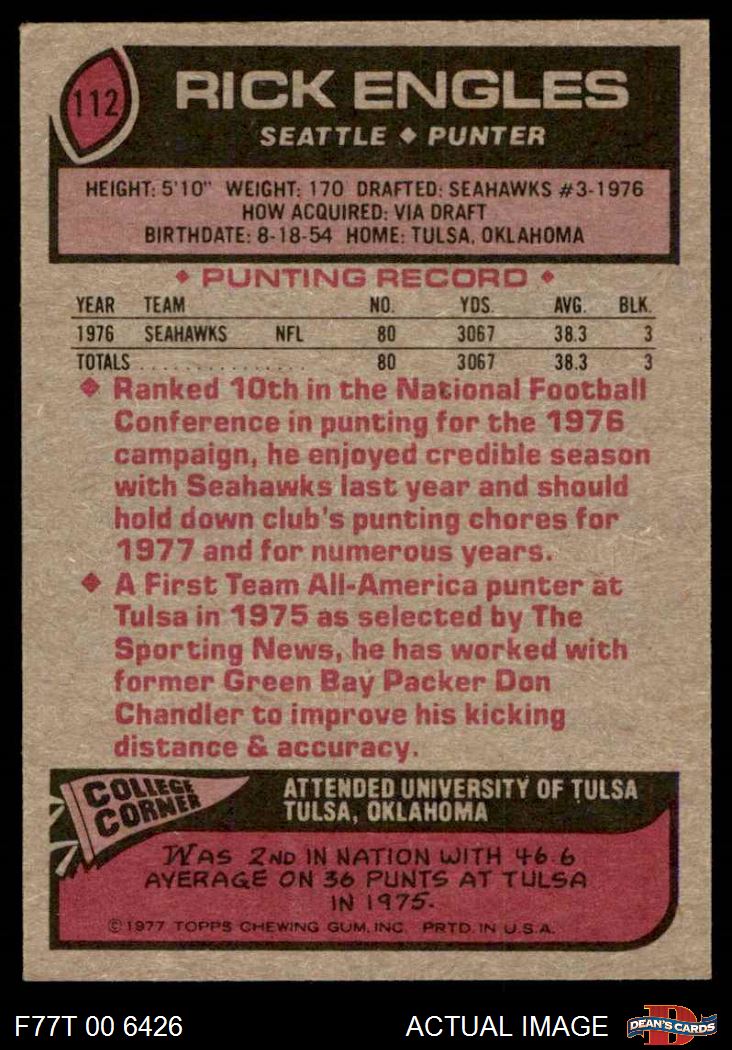 112
RICK ENGLES
SEATTLE ◆ PUNTER
HEIGHT: 5'10" WEIGHT: 170 DRAFTED: SEAHAWKS #3-1976
HOW ACQUIRED: VIA DRAFT
BIRTHDATE: 8-18-54 HOME: TULSA, OKLAHOMA
◆ PUNTING RECORD ◆
YEAR TEAM NO. YDS. AVG. BLK.
1976 SEAHAWKS NFL 80 3067 38.3 3
TOTALS . . . . . . . . . . . . . . . . 80 3067 38.3 3
◆ Ranked 10th in the National Football
Conference in punting for the 1976
campaign, he enjoyed credible season
with Seahawks last year and should
hold down club's punting chores for
1977 and for numerous years.
◆ A First Team All-America punter at
Tulsa in 1975 as selected by The
Sporting News, he has worked with
former Green Bay Packer Don
Chandler to improve his kicking
distance & accuracy.
COLLEGE
CORNER
ATTENDED UNIVERSITY OF TULSA
TULSA, OKLAHOMA
WAS 2ND IN NATION WITH 46.6
AVERAGE ON 36 PUNTS AT TULSA
IN 1975.
©1977 TOPPS CHEWING GUM, INC. PRTD. IN U.S.A.
F77T 00 6426
ACTUAL IMAGE
D
DEAN'S CARDS